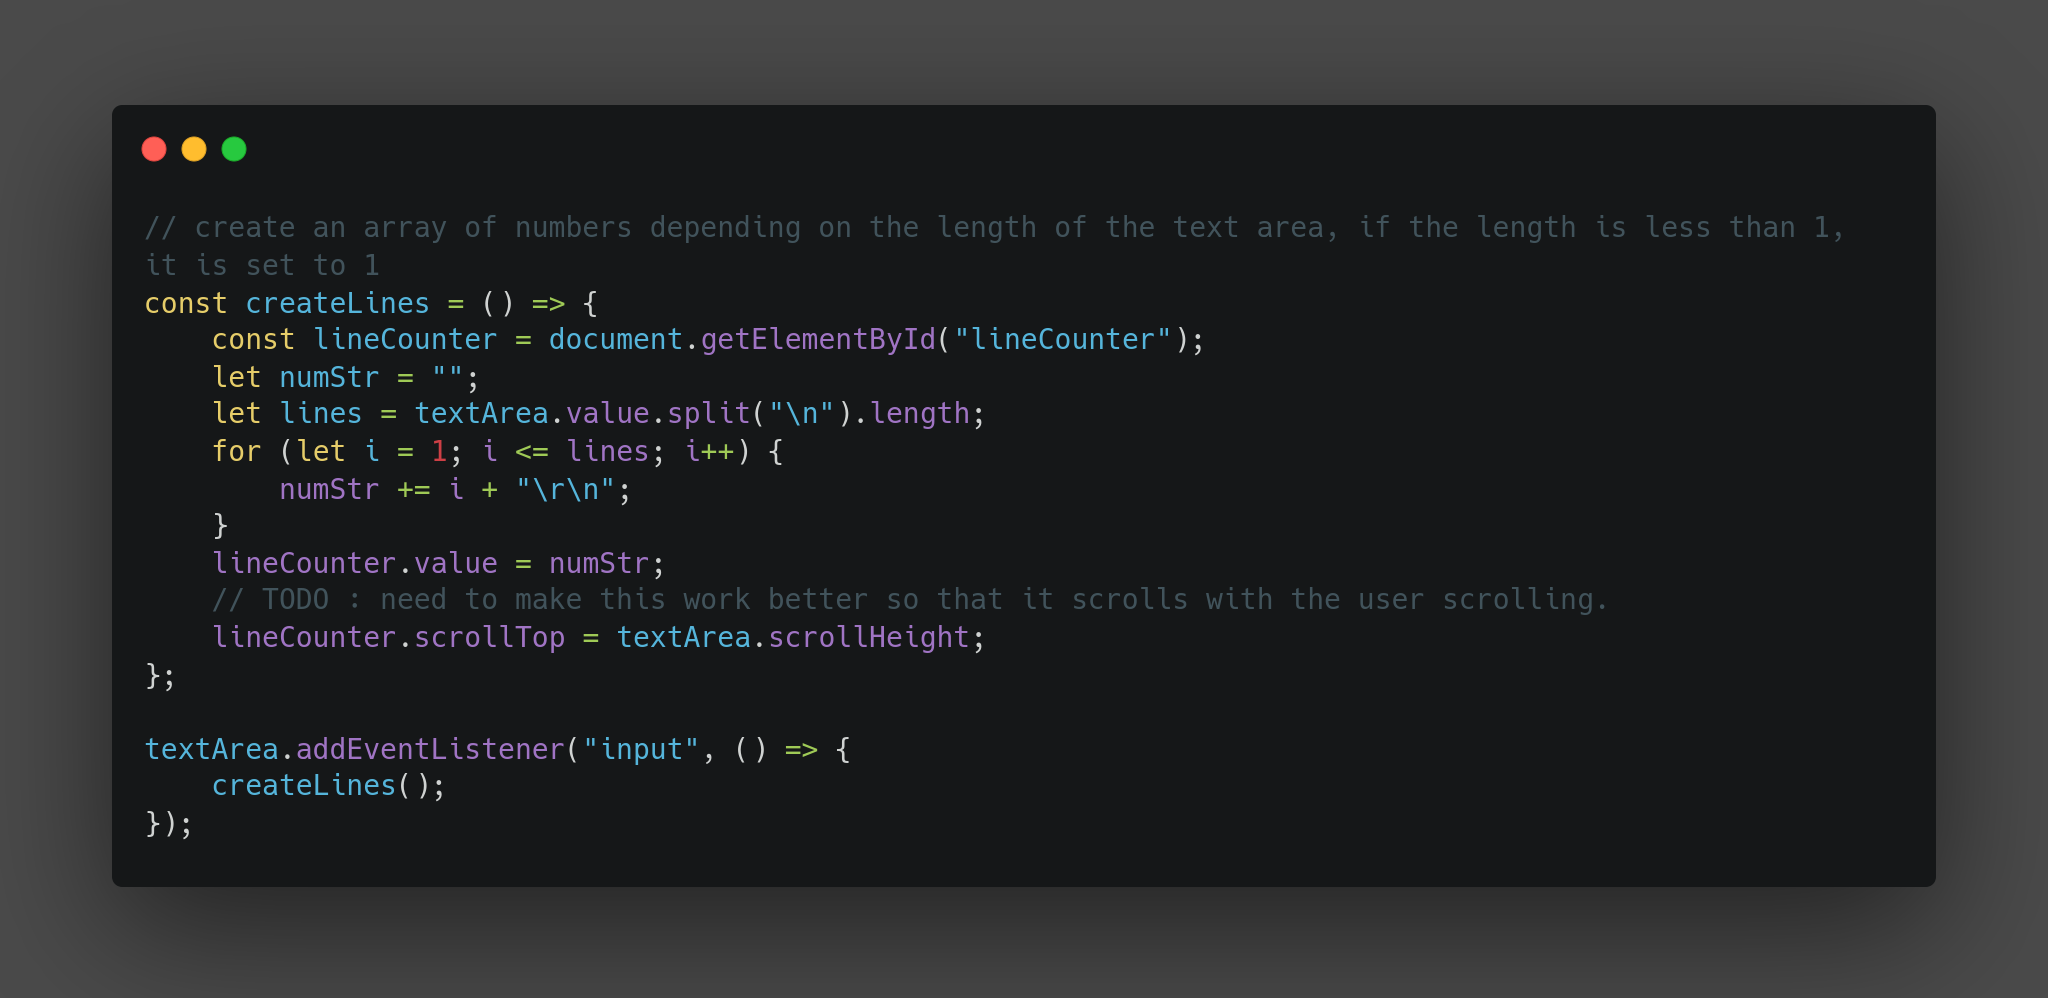 // create an array of numbers depending on the length of the text area, if the length is less than 1,
it is set to 1
const createLines = () => {
    const lineCounter = document.getElementById("lineCounter");
    let numStr = "";
    let lines = textArea.value.split("\n").length;
    for (let i = 1; i <= lines; i++) {
        numStr += i + "\r\n";
    }
    lineCounter.value = numStr;
    // TODO : need to make this work better so that it scrolls with the user scrolling.
    lineCounter.scrollTop = textArea.scrollHeight;
};

textArea.addEventListener("input", () => {
    createLines();
});